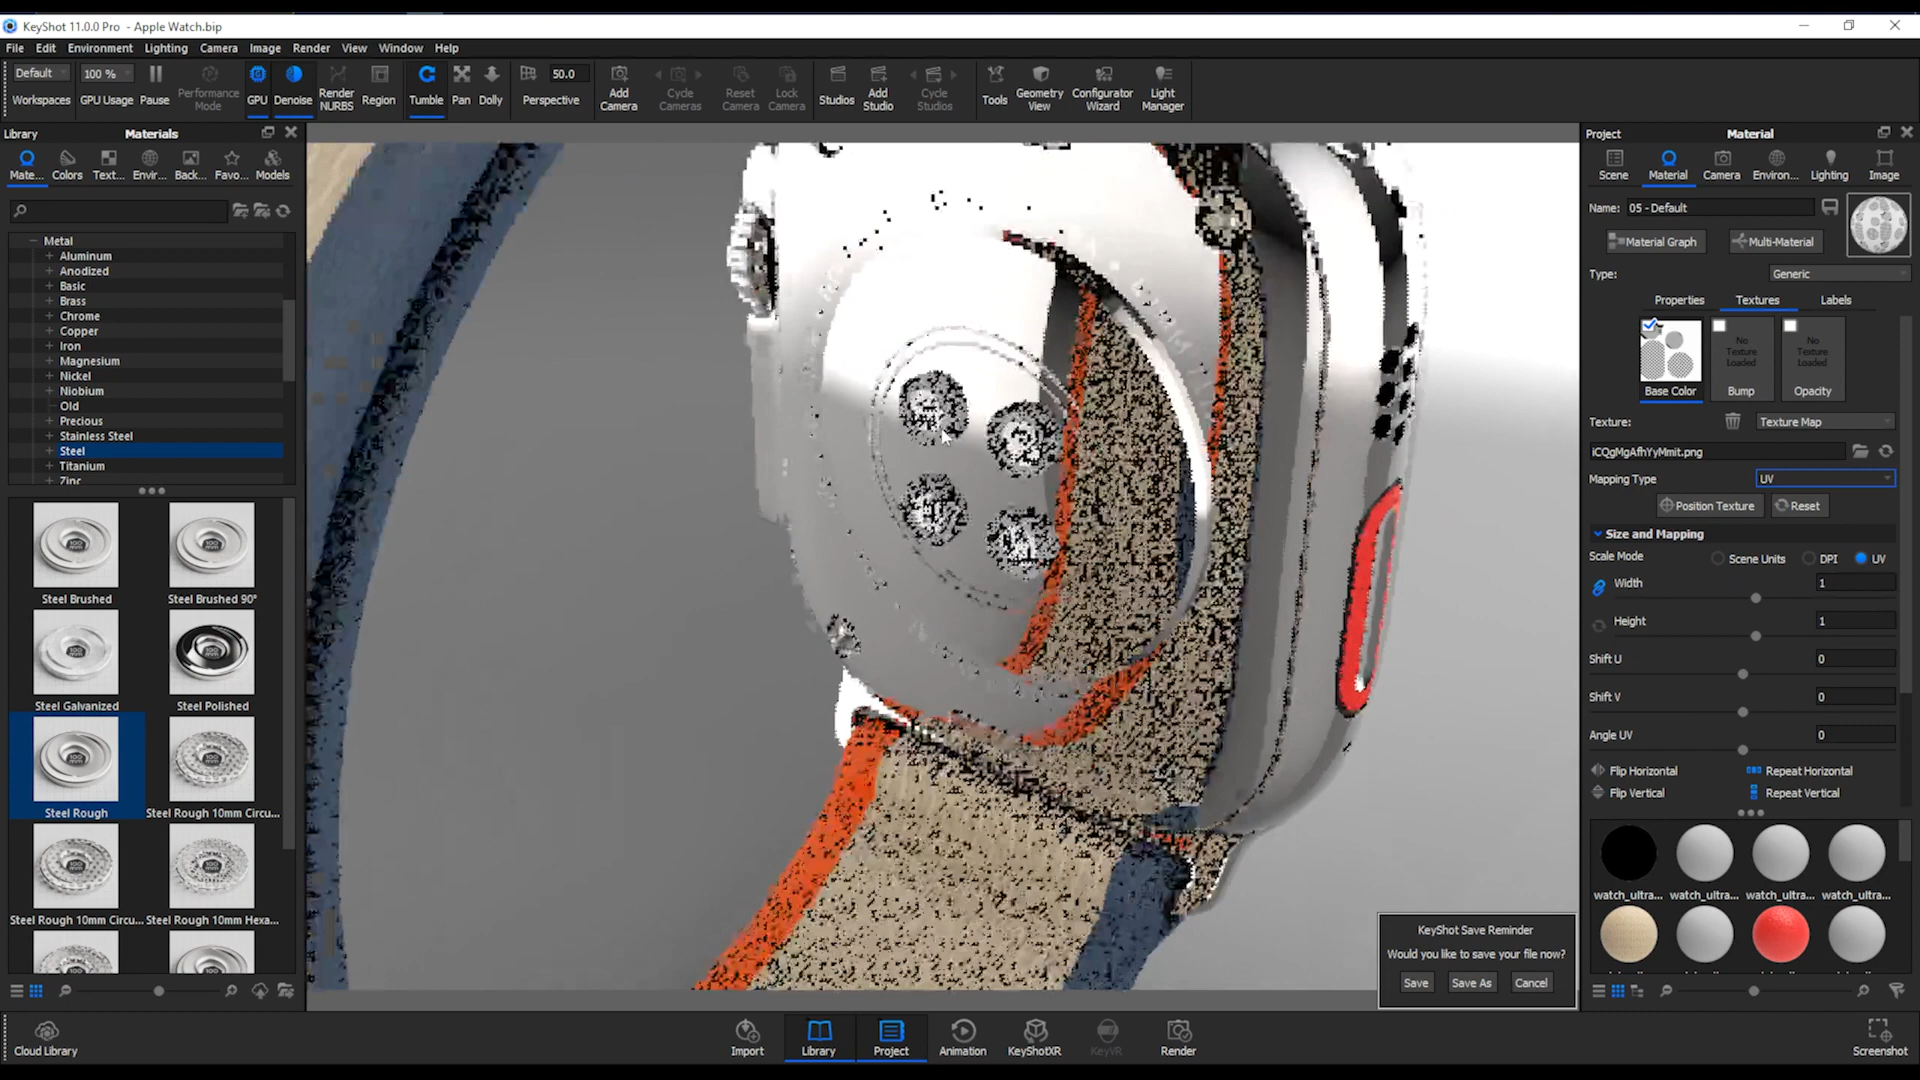 KeyShot 11.0.0 Pro - Apple Watch.bip
File Edit Environment Lighting Camera Image Render View Window Help
Default 100 % 50.0
Workspaces GPU Usage Pause Performance Mode GPU Denoise Render NURBS Region Tumble Pan Dolly Perspective Add Camera Cycle Cameras Reset Camera Lock Camera Studios Add Studio Cycle Studios Tools Geometry View Configurator Wizard Light Manager
Library Materials
Mate... Colors Text... Envir... Back... Favo... Models
Metal
Aluminum
Anodized
Basic
Brass
Chrome
Copper
Iron
Magnesium
Nickel
Niobium
Old
Precious
Stainless Steel
Steel
Titanium
Zinc
Steel Brushed Steel Brushed 90°
Steel Galvanized Steel Polished
Steel Rough Steel Rough 10mm Circu...
Steel Rough 10mm Circu... Steel Rough 10mm Hexa...
Project Material
Scene Material Camera Environ... Lighting Image
Name: 05 - Default
Material Graph Multi-Material
Type: Generic
Properties Textures Labels
No Texture Loaded No Texture Loaded
Base Color Bump Opacity
Texture: Texture Map
iCQgMgAfhYyMmit.png
Mapping Type UV
Position Texture Reset
Size and Mapping
Scale Mode Scene Units DPI UV
Width 1
Height 1
Shift U 0
Shift V 0
Angle UV 0
Flip Horizontal Repeat Horizontal
Flip Vertical Repeat Vertical
watch_ultra... watch_ultra... watch_ultra... watch_ultra...
KeyShot Save Reminder
Would you like to save your file now?
Save Save As Cancel
Cloud Library Import Library Project Animation KeyShotXR KeyVR Render Screenshot